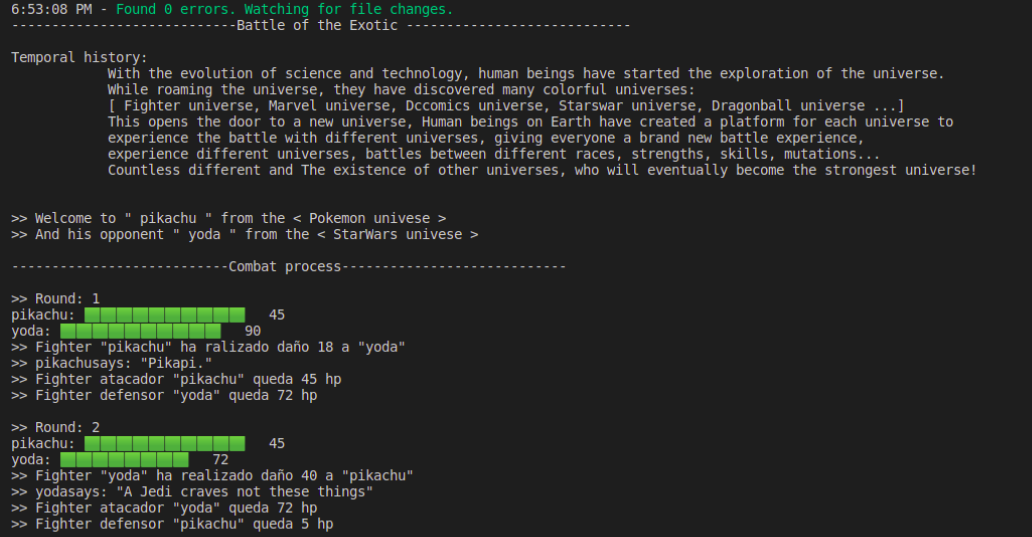 6:53:08 PM - Found 0 errors. Watching for file changes.
----------------------------Battle of the Exotic ----------------------------
Temporal history:
With the evolution of science and technology, human beings have started the exploration of the universe.
While roaming the universe, they have discovered many colorful universes:
[ Fighter universe, Marvel universe, Dccomics universe, Starswar universe, Dragonball universe ...]
This opens the door to a new universe, Human beings on Earth have created a platform for each universe to
experience the battle with different universes, giving everyone a brand new battle experience,
experience different universes, battles between different races, strengths, skills, mutations...
Countless different and The existence of other universes, who will eventually become the strongest universe!
>> Welcome to " pikachu " from the < Pokemon univese >
>> And his opponent " yoda " from the < StarWars univese >
---------------------------Combat process----------------------------
>> Round: 1
pikachu: 45
yoda: 90
>> Fighter "pikachu" ha ralizado daño 18 a "yoda"
>> pikachusays: "Pikapi."
>> Fighter atacador "pikachu" queda 45 hp
>> Fighter defensor "yoda" queda 72 hp
>> Round: 2
pikachu: 45
yoda: 72
>> Fighter "yoda" ha realizado daño 40 a "pikachu"
>> yodasays: "A Jedi craves not these things"
>> Fighter atacador "yoda" queda 72 hp
>> Fighter defensor "pikachu" queda 5 hp